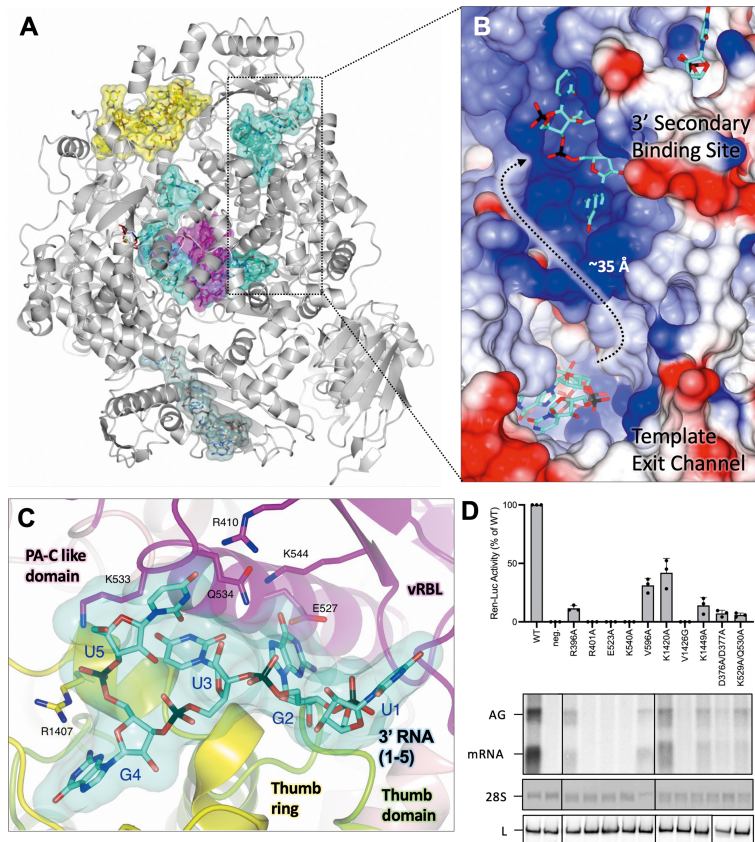 A
B
3' Secondary
Binding Site
~35 Å
Template
Exit Channel
C
R410
PA-C like
domain
K544
K533
Q534
vRBL
E527
U5
U3
U1
G2
R1407
3' RNA
(1-5)
G4
Thumb
ring
Thumb
domain
D
Ren-Luc Activity (% of WT)
100
50
0
WT
neg.
R396A
R401A
E523A
K540A
V596A
K1420A
V1426G
K1449A
D376A/D377A
K529A/Q530A
AG
mRNA
28S
L